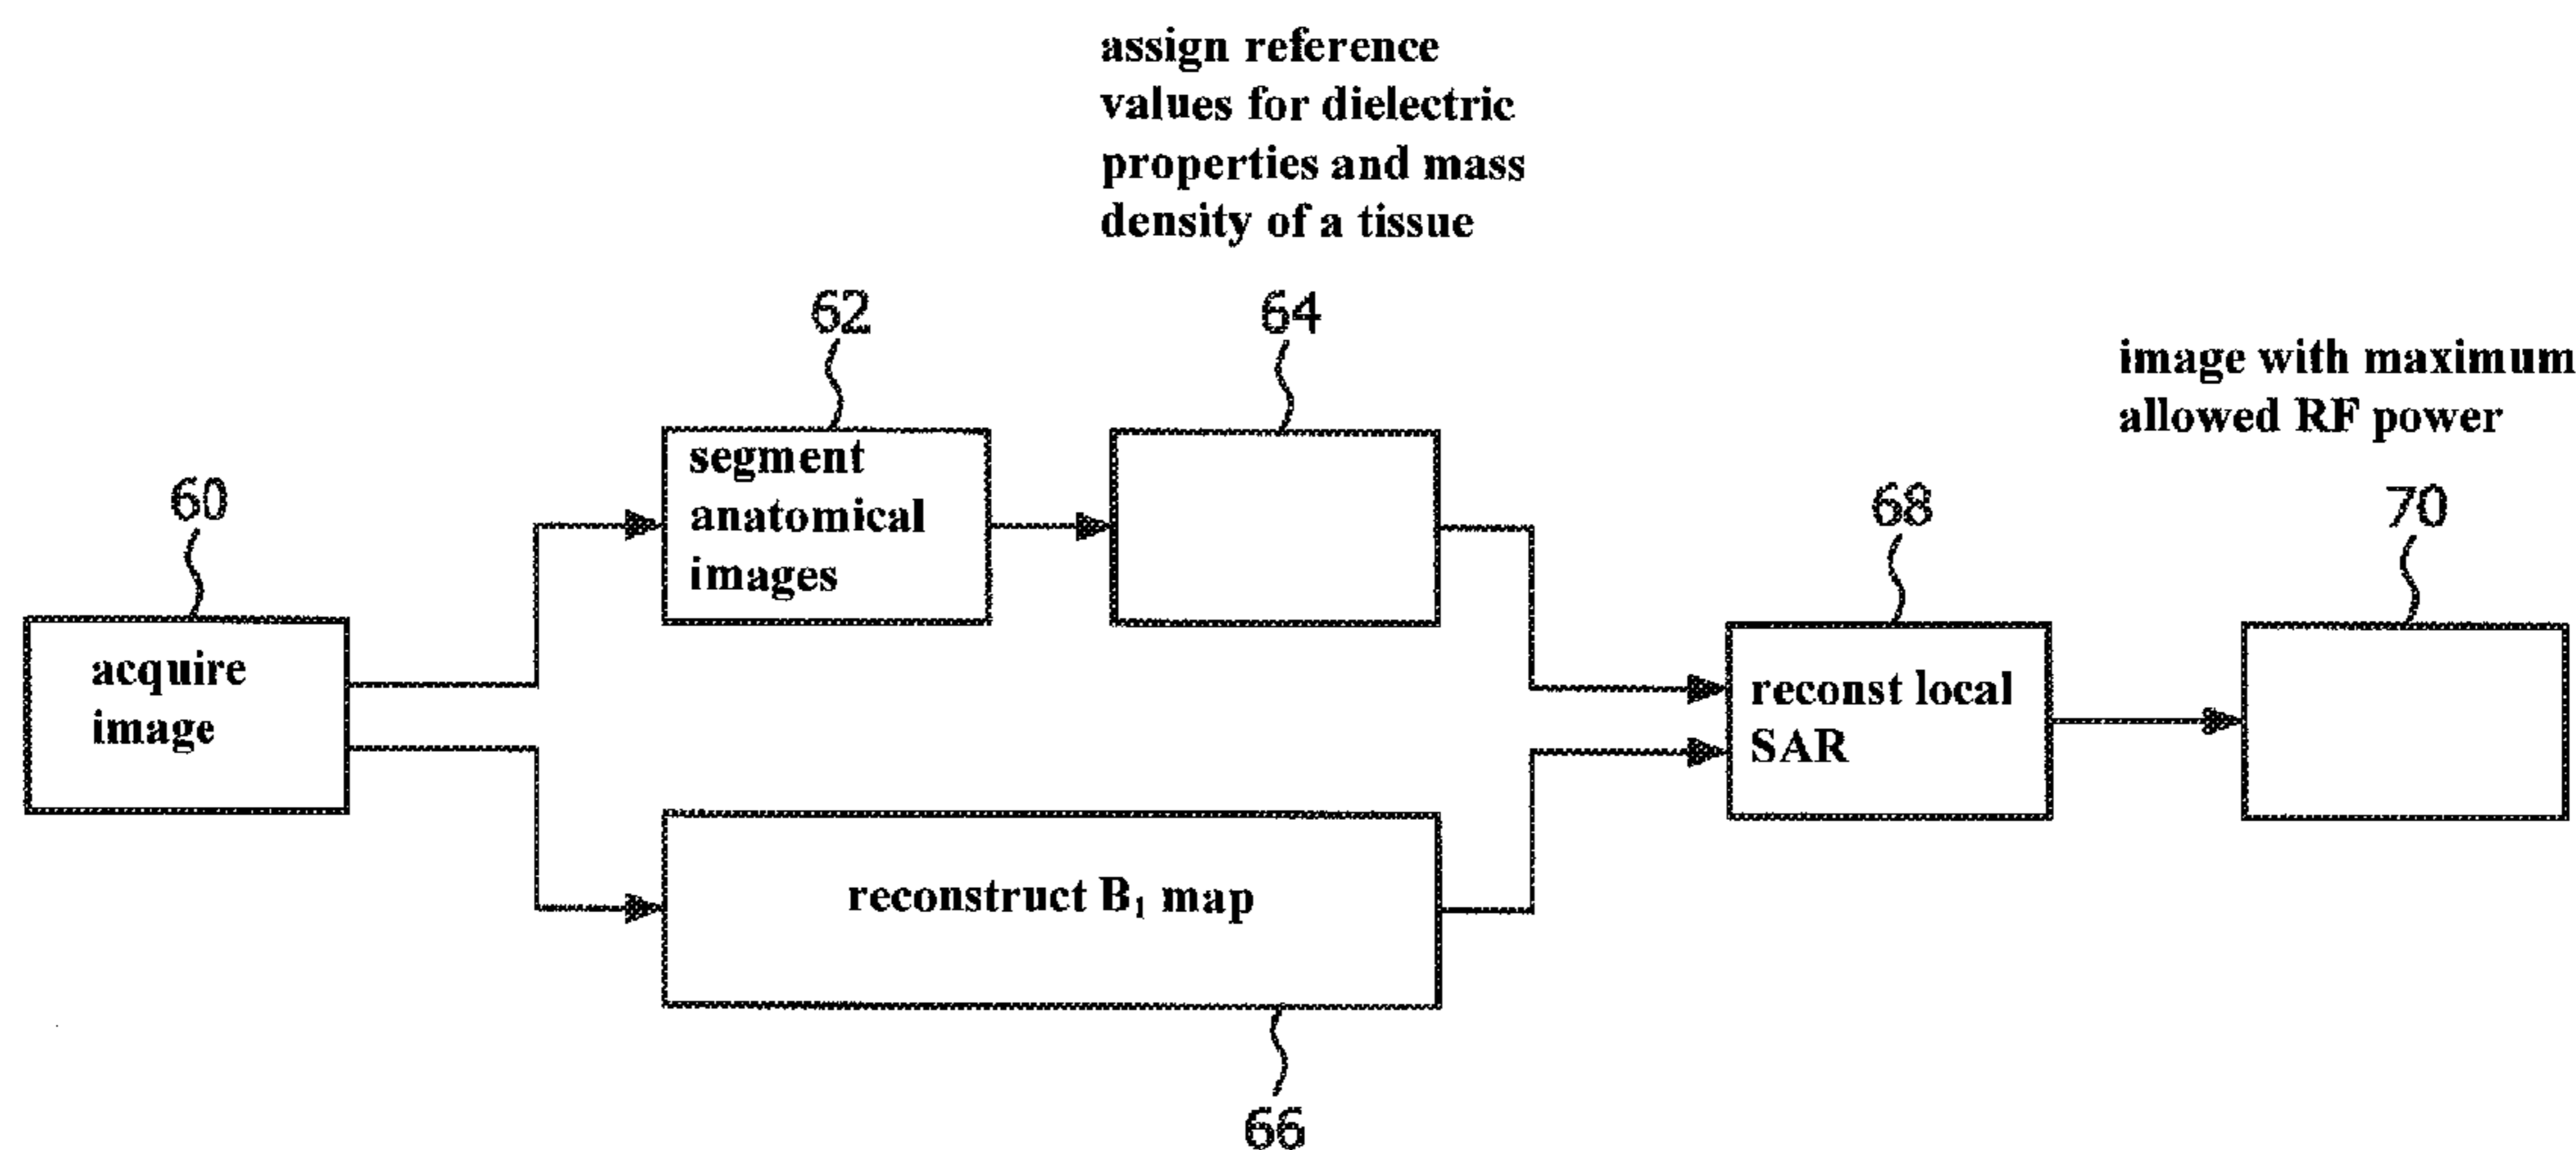 assign reference
values for dielectric
properties and mass
density of a tissue
62
64
image with maximum
allowed RF power
60
segment
anatomical
images
68
70
acquire
image
reconst local
SAR
reconstruct B₁ map
66